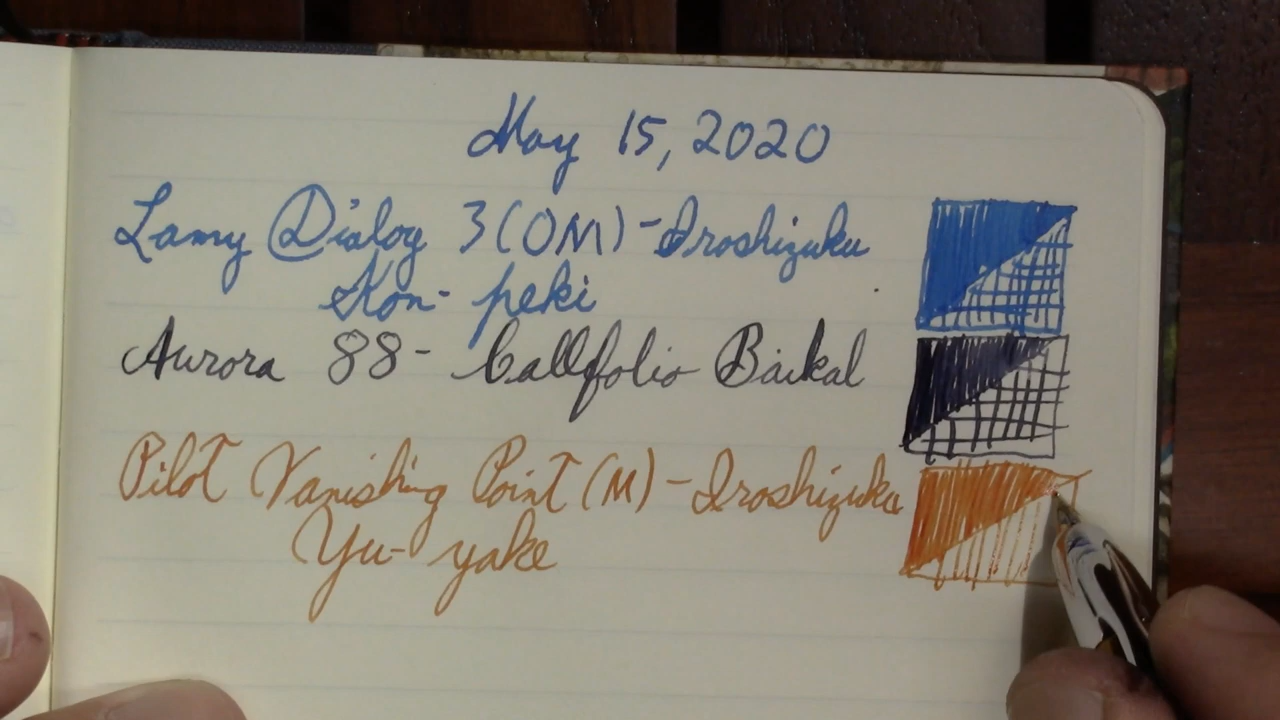 May 15, 2020
Lamy Dialog 3 (OM) - Iroshizuku
Kon-peki
Aurora 88 - Callfolio Baikal
Pilot Vanishing Point (M) - Iroshizuku
Yu-yake